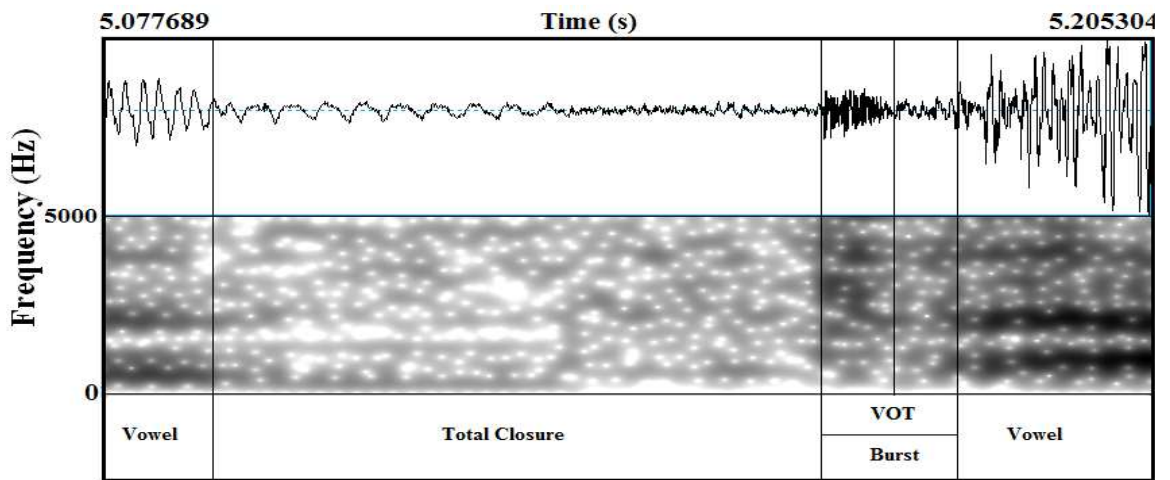 5.077689 Time (s) 5.205304
Frequency (Hz)
5000
0
Vowel Total Closure VOT Vowel
Burst